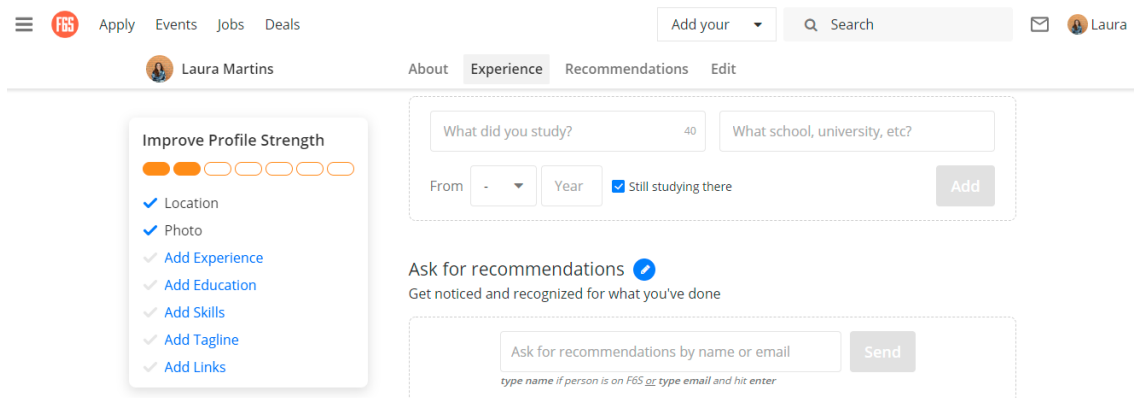 F6S Apply Events Jobs Deals Add your Search Laura
Laura Martins About Experience Recommendations Edit
Improve Profile Strength
Location
Photo
Add Experience
Add Education
Add Skills
Add Tagline
Add Links
What did you study? 40 What school, university, etc?
From - Year Still studying there Add
Ask for recommendations
Get noticed and recognized for what you've done
Ask for recommendations by name or email Send
type name if person is on F6S or type email and hit enter